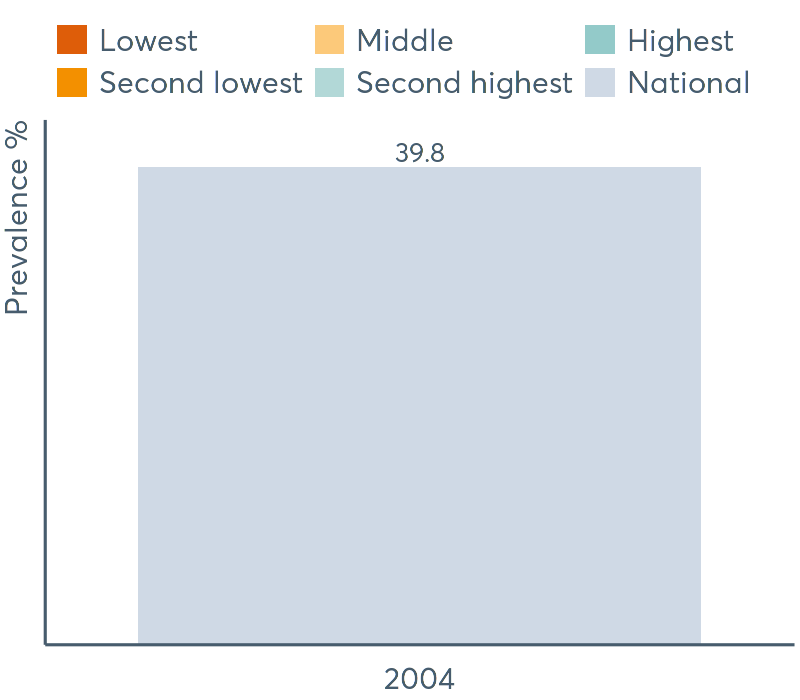 Lowest Middle Highest
Second lowest Second highest National
Prevalence %
39.8
2004